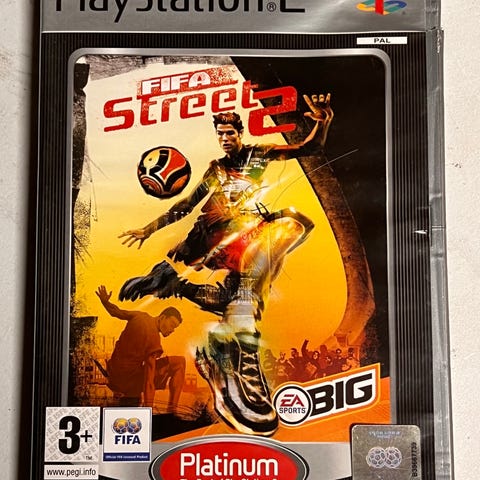 PlayStation 2
PAL
FIFA
Street 2
EA
SPORTS
BIG
3+
www.pegi.info
FIFA
Platinum